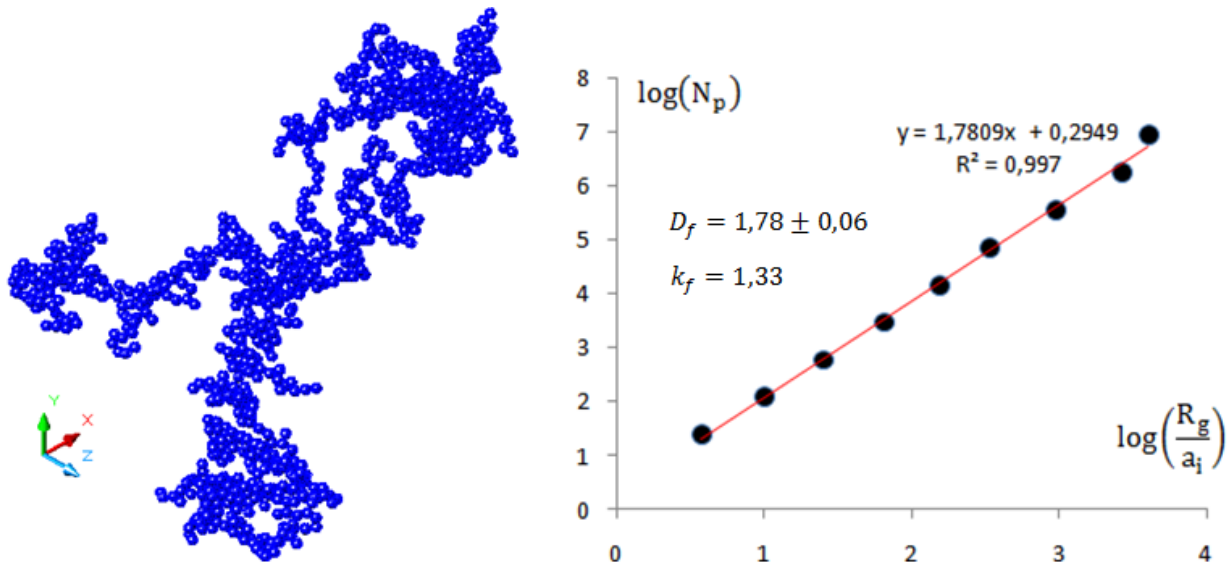 Y
X
Z
log(N_p)
y = 1,7809x + 0,2949
R² = 0,997
D_f = 1,78 ± 0,06
k_f = 1,33
log(R_g/a_i)
8
7
6
5
4
3
2
1
0
0 1 2 3 4